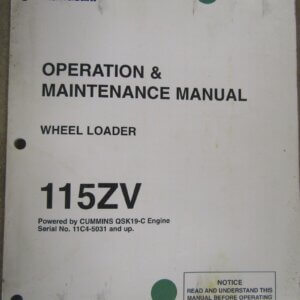 OPERATION &
MAINTENANCE MANUAL
WHEEL LOADER
115ZV
Powered by CUMMINS QSK19-C Engine
Serial No. 11C4-5031 and up.
NOTICE
READ AND UNDERSTAND THIS
MANUAL BEFORE OPERATING